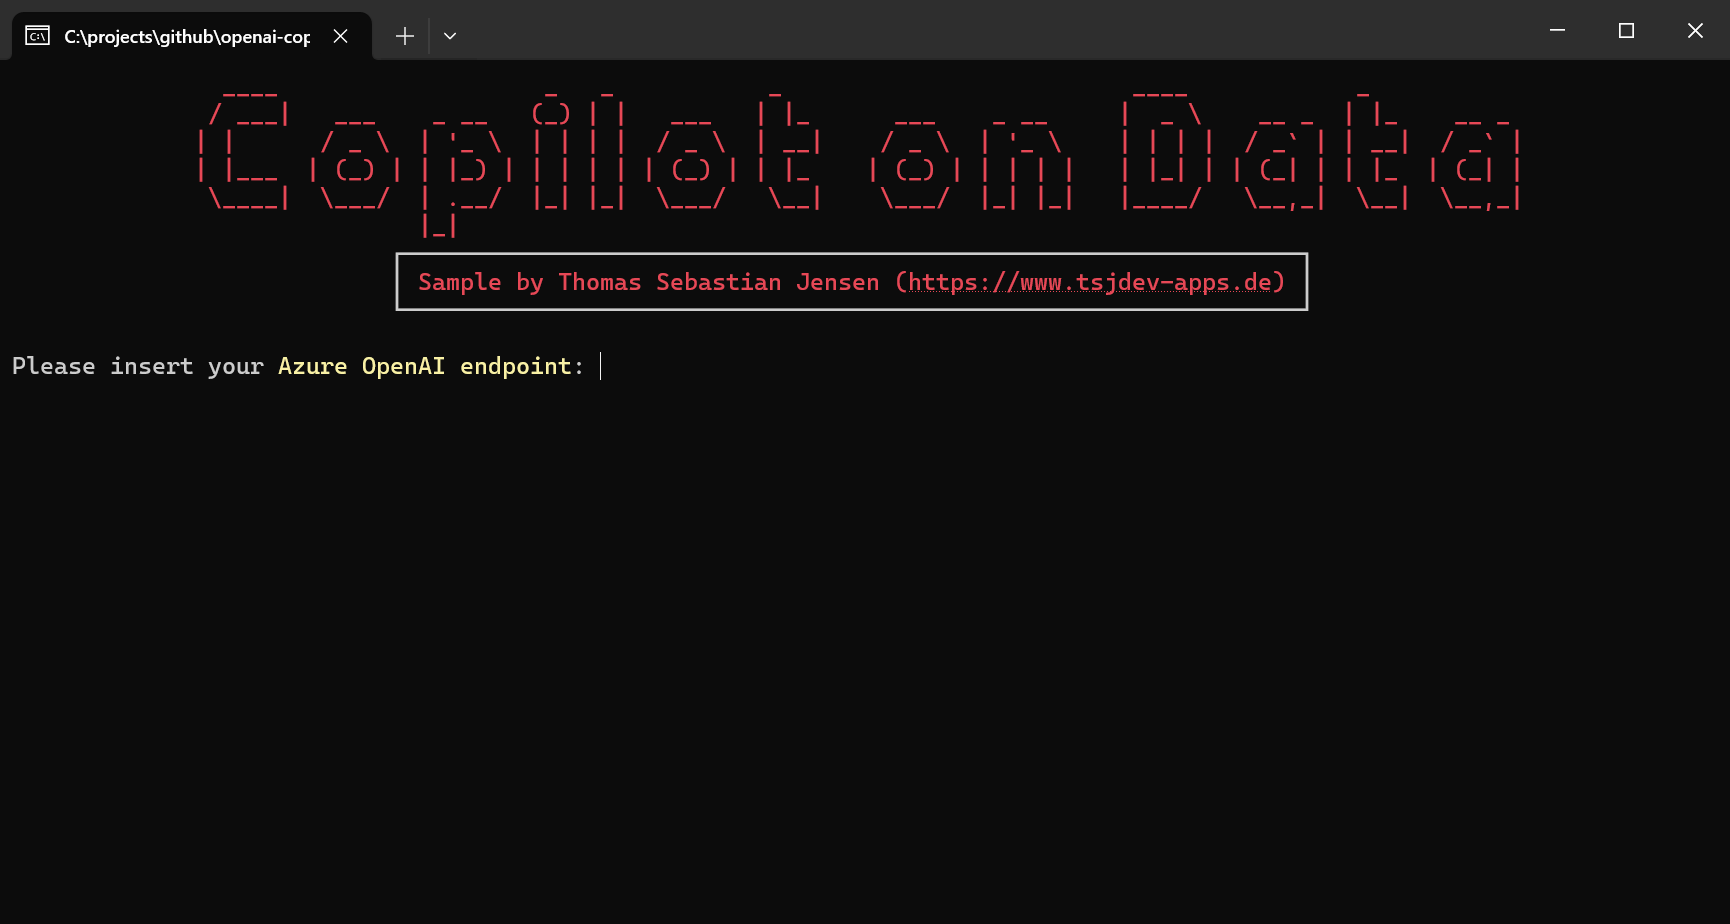 C:\projects\github\openai-cop
Copilot on Data
Sample by Thomas Sebastian Jensen (https://www.tsjdev-apps.de)
Please insert your Azure OpenAI endpoint: